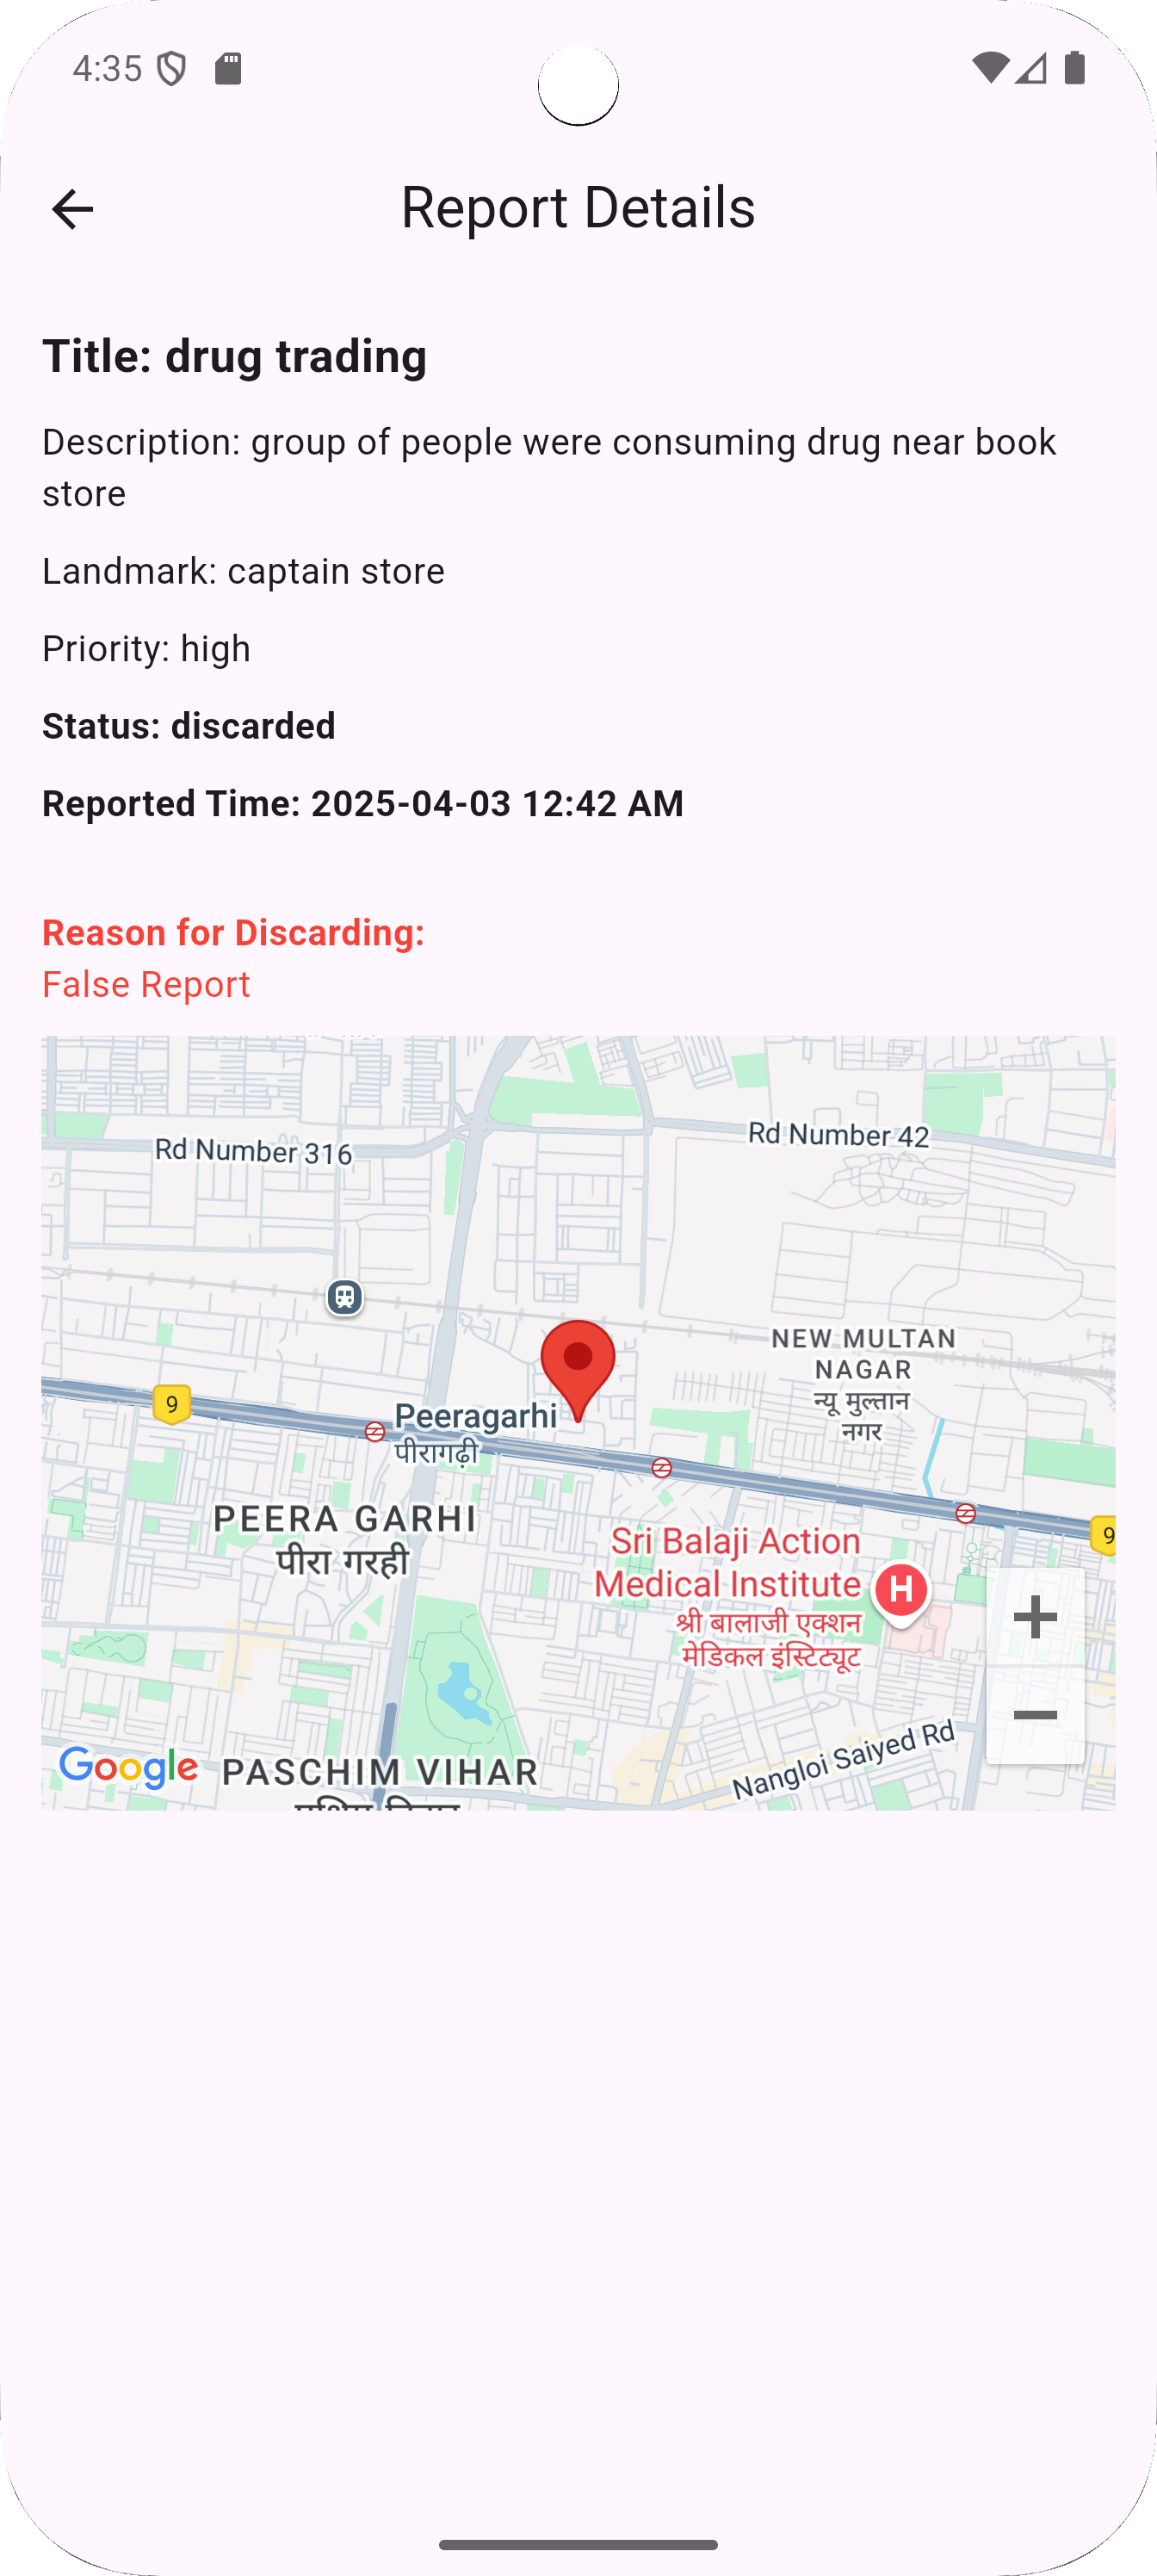 4:35
Report Details
Title: drug trading
Description: group of people were consuming drug near book
store
Landmark: captain store
Priority: high
Status: discarded
Reported Time: 2025-04-03 12:42 AM
Reason for Discarding:
False Report
Rd Number 316
Rd Number 42
NEW MULTAN
NAGAR
न्यू मुल्तान
नगर
9
Peeragarhi
पीरागढ़ी
PEERA GARHI
पीरा गरही
9
Sri Balaji Action
Medical Institute
H
श्री बालाजी एक्शन
मेडिकल इंस्टिट्यूट
Nangloi Saiyed Rd
Google
PASCHIM VIHAR